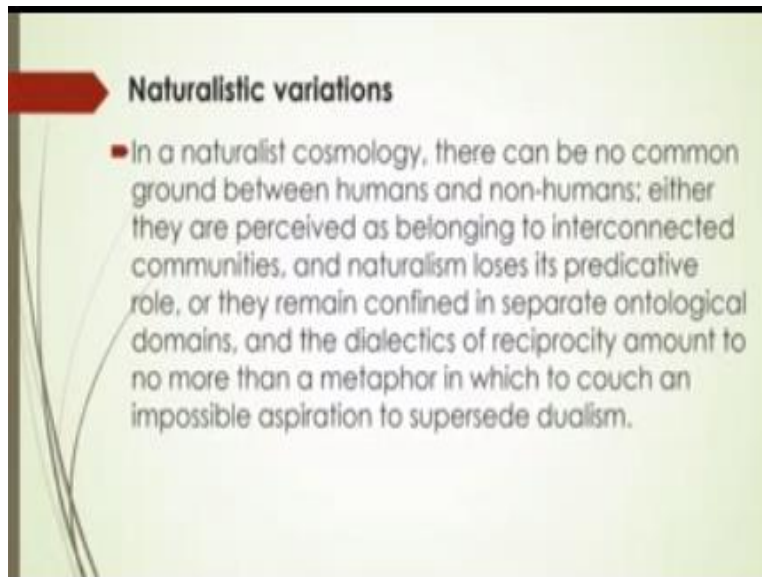 Naturalistic variations
In a naturalist cosmology, there can be no common
ground between humans and non-humans; either
they are perceived as belonging to interconnected
communities, and naturalism loses its predicative
role, or they remain confined in separate ontological
domains, and the dialectics of reciprocity amount to
no more than a metaphor in which to couch an
impossible aspiration to supersede dualism.